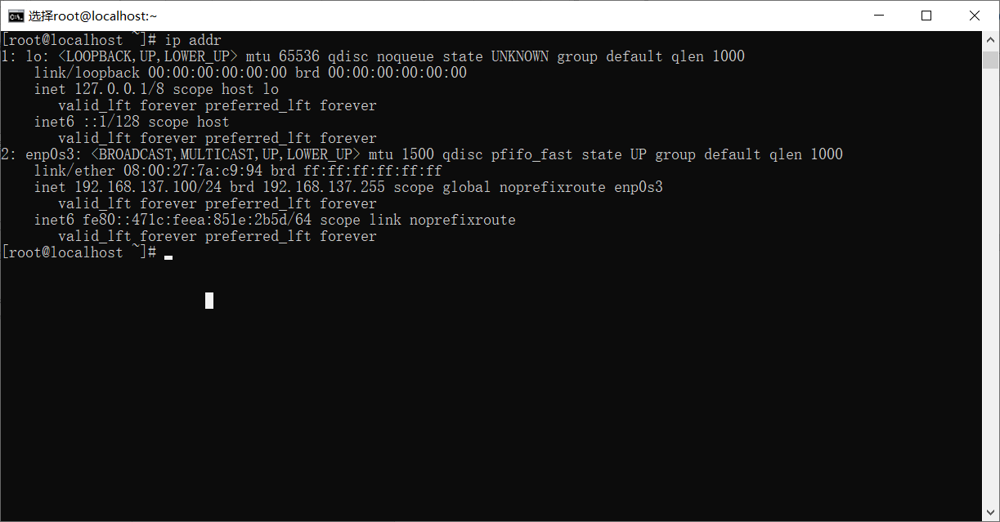 选择root@localhost:~
[root@localhost ~]# ip addr
1: lo: <LOOPBACK,UP,LOWER_UP> mtu 65536 qdisc noqueue state UNKNOWN group default qlen 1000
    link/loopback 00:00:00:00:00:00 brd 00:00:00:00:00:00
    inet 127.0.0.1/8 scope host lo
       valid_lft forever preferred_lft forever
    inet6 ::1/128 scope host
       valid_lft forever preferred_lft forever
2: enp0s3: <BROADCAST,MULTICAST,UP,LOWER_UP> mtu 1500 qdisc pfifo_fast state UP group default qlen 1000
    link/ether 08:00:27:7a:c9:94 brd ff:ff:ff:ff:ff:ff
    inet 192.168.137.100/24 brd 192.168.137.255 scope global noprefixroute enp0s3
       valid_lft forever preferred_lft forever
    inet6 fe80::471c:feea:851e:2b5d/64 scope link noprefixroute
       valid_lft forever preferred_lft forever
[root@localhost ~]#